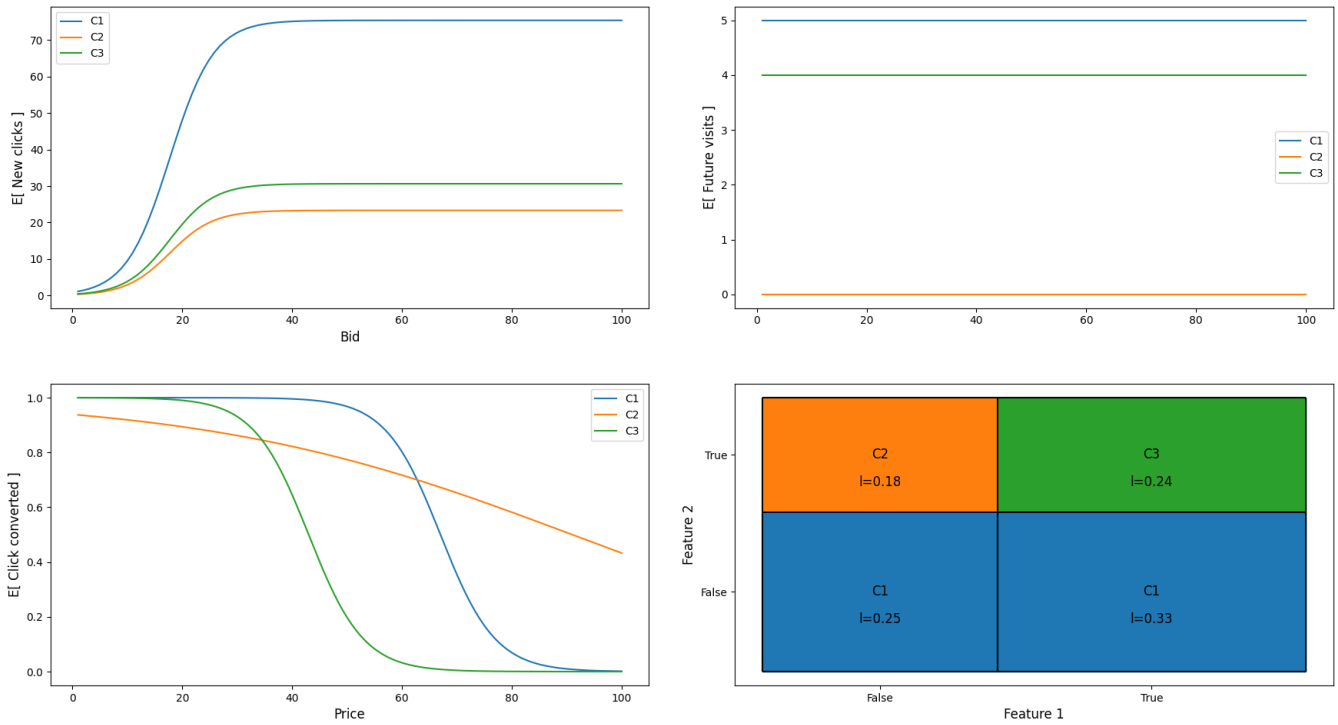 E[ New clicks ]
70
60
50
40
30
20
10
0
C1
C2
C3
0 20 40 60 80 100
Bid
E[ Future visits ]
5
4
3
2
1
0
C1
C2
C3
0 20 40 60 80 100
E[ Click converted ]
1.0
0.8
0.6
0.4
0.2
0.0
C1
C2
C3
0 20 40 60 80 100
Price
Feature 2
True
False
C2
l=0.18
C3
l=0.24
C1
l=0.25
C1
l=0.33
False True
Feature 1